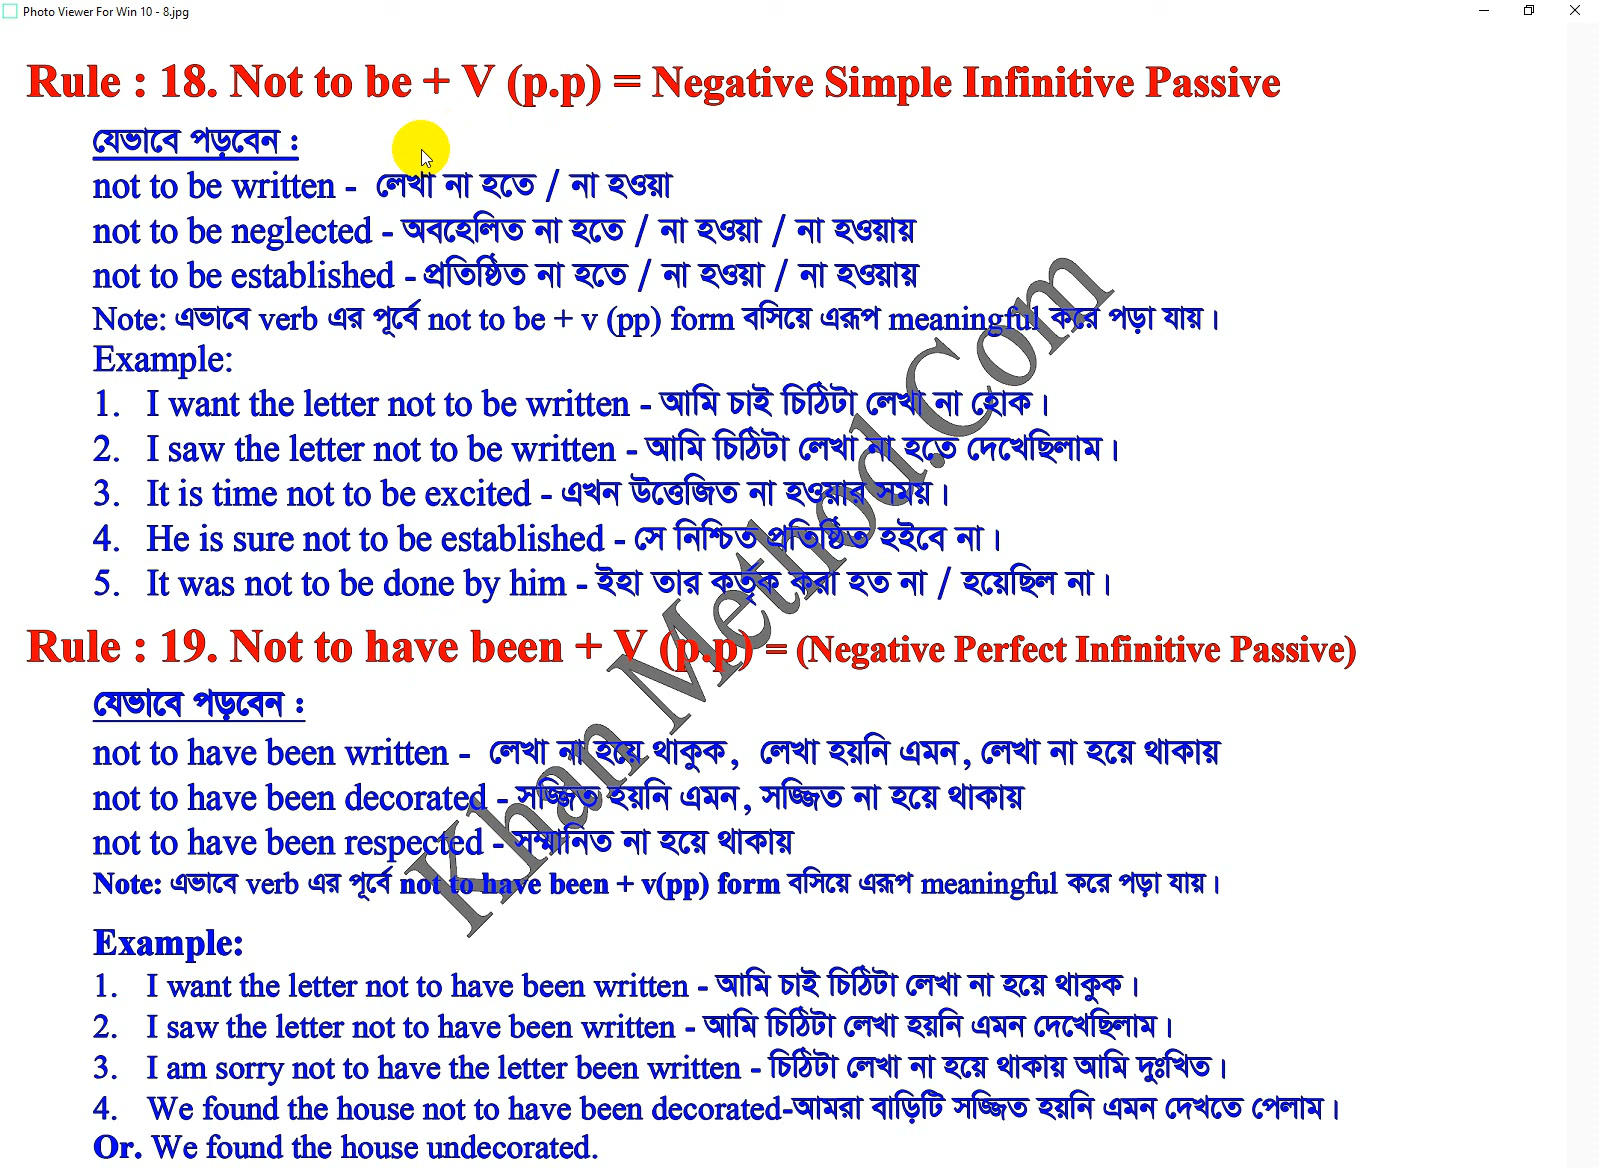 Photo Viewer For Win 10 - 8.jpg
Rule : 18. Not to be + V (p.p) = Negative Simple Infinitive Passive
যেভাবে পড়বেন :
not to be written - লেখা না হতে / না হওয়া
not to be neglected - অবহেলিত না হতে / না হওয়া / না হওয়ায়
not to be established - প্রতিষ্ঠিত না হতে / না হওয়া / না হওয়ায়
Note: এভাবে verb এর পূর্বে not to be + v (pp) form বসিয়ে এরূপ meaningful করে পড়া যায়।
Example:
1. I want the letter not to be written - আমি চাই চিঠিটা লেখা না হোক।
2. I saw the letter not to be written - আমি চিঠিটা লেখা না হতে দেখেছিলাম।
3. It is time not to be excited - এখন উত্তেজিত না হওয়ার সময়।
4. He is sure not to be established - সে নিশ্চিত প্রতিষ্ঠিত হইবে না।
5. It was not to be done by him - ইহা তার কর্তৃক করা হত না / হয়েছিল না।
Rule : 19. Not to have been + V (p.p) = (Negative Perfect Infinitive Passive)
যেভাবে পড়বেন :
not to have been written - লেখা না হয়ে থাকুক, লেখা হয়নি এমন, লেখা না হয়ে থাকায়
not to have been decorated - সজ্জিত হয়নি এমন, সজ্জিত না হয়ে থাকায়
not to have been respected - সম্মানিত না হয়ে থাকায়
Note: এভাবে verb এর পূর্বে not to have been + v(pp) form বসিয়ে এরূপ meaningful করে পড়া যায়।
Example:
1. I want the letter not to have been written - আমি চাই চিঠিটা লেখা না হয়ে থাকুক।
2. I saw the letter not to have been written - আমি চিঠিটা লেখা হয়নি এমন দেখেছিলাম।
3. I am sorry not to have the letter been written - চিঠিটা লেখা না হয়ে থাকায় আমি দুঃখিত।
4. We found the house not to have been decorated-আমরা বাড়িটি সজ্জিত হয়নি এমন দেখতে পেলাম।
Or. We found the house undecorated.
Khan Method.Com